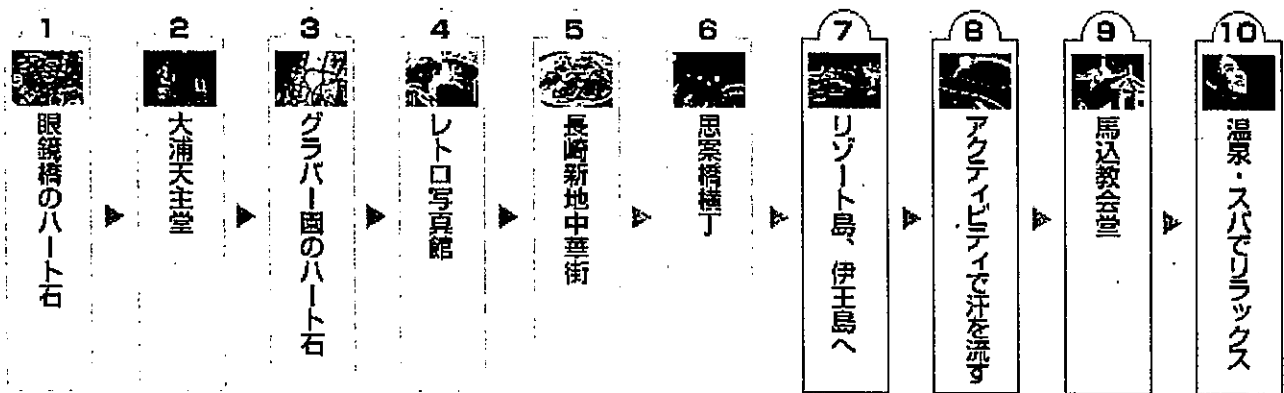 1
眼鏡橋のハート石
2
大浦天主堂
3
グラバー園のハート石
4
レトロ写真館
5
長崎新地中華街
6
思案橋横丁
7
リゾート島、伊王島へ
8
アクティビティで汗を流す
9
馬込教会堂
10
温泉・スパでリラックス